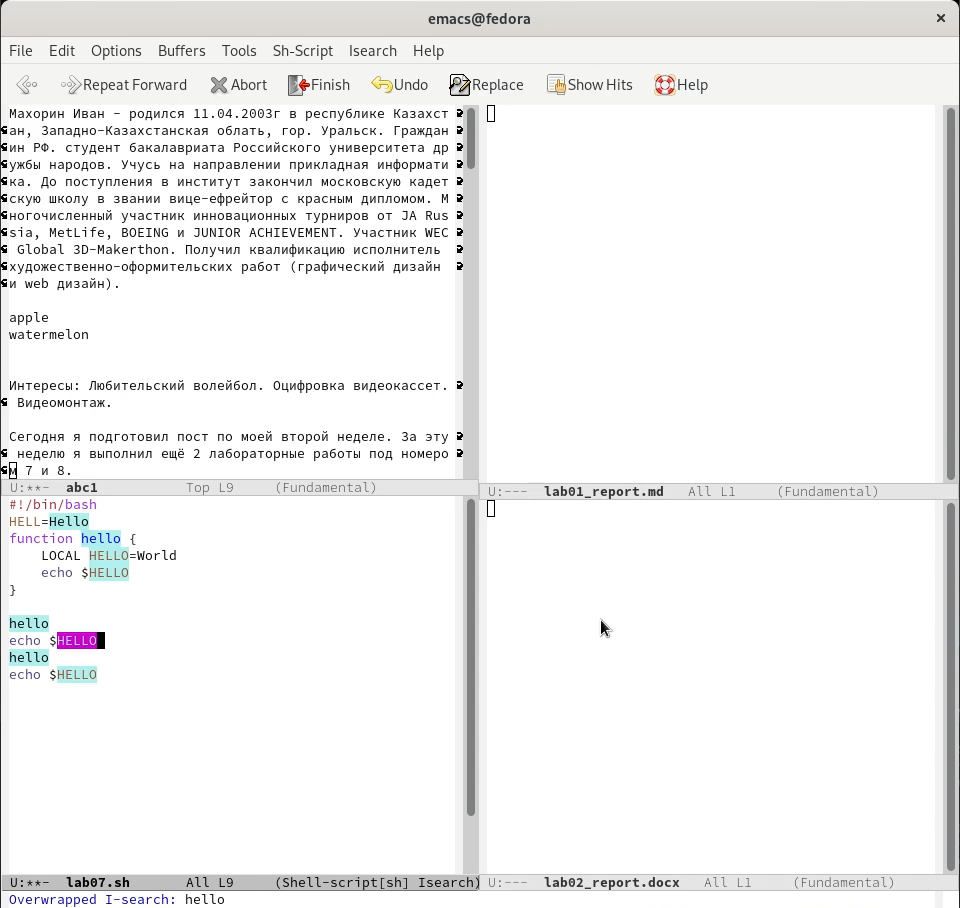 emacs@fedora
File Edit Options Buffers Tools Sh-Script Isearch Help
Repeat Forward Abort Finish Undo Replace Show Hits Help
Махорин Иван - родился 11.04.2003г в республике Казахст
ан, Западно-Казахстанская облать, гор. Уральск. Граждан
ин РФ. студент бакалавриата Российского университета др
ужбы народов. Учусь на направлении прикладная информати
ка. До поступления в институт закончил московскую кадет
скую школу в звании вице-ефрейтор с красным дипломом. М
ногочисленный участник инновационных турниров от JA Rus
sia, MetLife, BOEING и JUNIOR ACHIEVEMENT. Участник WEC
Global 3D-Makerthon. Получил квалификацию исполнитель
художественно-оформительских работ (графический дизайн
и web дизайн).
apple
watermelon
Интересы: Любительский волейбол. Оцифровка видеокассет.
Видеомонтаж.
Сегодня я подготовил пост по моей второй неделе. За эту
неделю я выполнил ещё 2 лабораторные работы под номеро
м 7 и 8.
U:**- abc1 Top L9 (Fundamental)
#!/bin/bash
HELL=Hello
function hello {
LOCAL HELLO=World
echo $HELLO
}
hello
echo $HELLO
hello
echo $HELLO
U:**- lab07.sh All L9 (Shell-script[sh] Isearch)
U:--- lab01_report.md All L1 (Fundamental)
U:--- lab02_report.docx All L1 (Fundamental)
Overwrapped I-search: hello